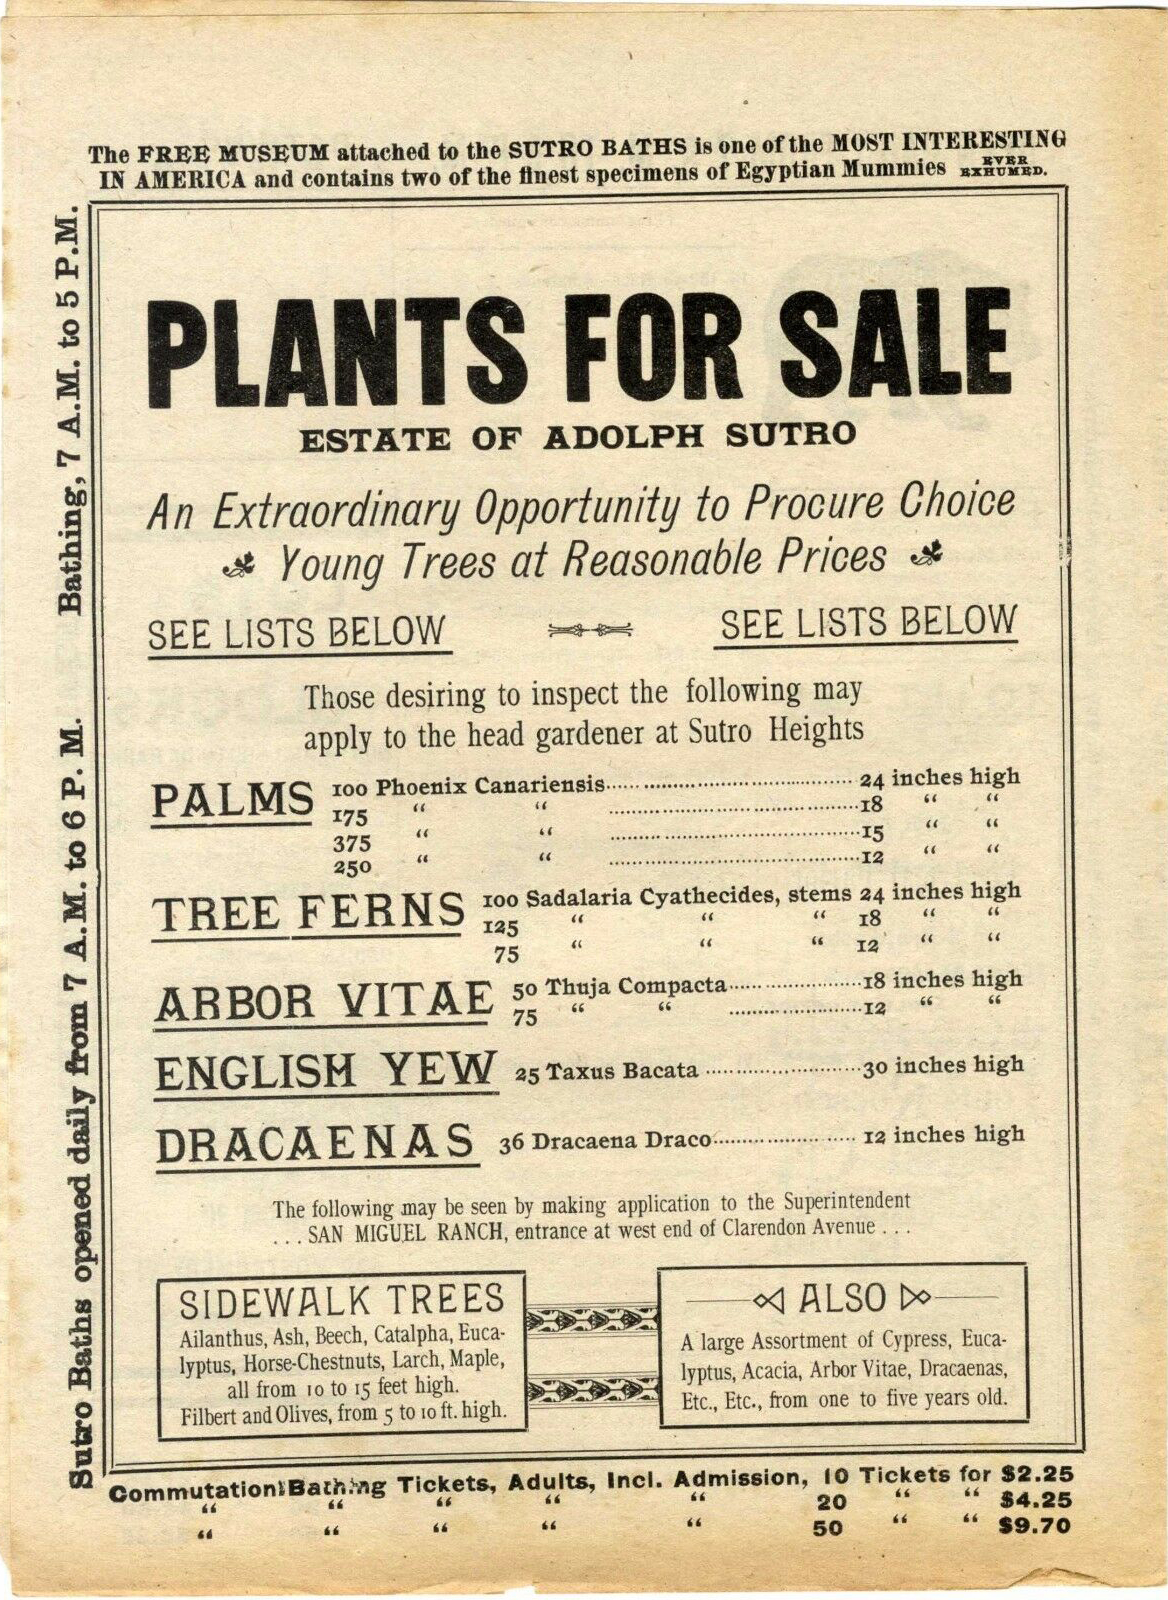 The FREE MUSEUM attached to the SUTRO BATHS is one of the MOST INTERESTING
IN AMERICA and contains two of the finest specimens of Egyptian Mummies EVER EXHUMED.
Sutro Baths opened daily from 7 A.M. to 6 P. M. Bathing, 7 A.M. to 5 P.M.
PLANTS FOR SALE
ESTATE OF ADOLPH SUTRO
An Extraordinary Opportunity to Procure Choice
Young Trees at Reasonable Prices
SEE LISTS BELOW SEE LISTS BELOW
Those desiring to inspect the following may
apply to the head gardener at Sutro Heights
PALMS 100 Phoenix Canariensis........................................ 24 inches high
175 “ “ ........................................18 “ “
375 “ “ ........................................15 “ “
250 “ “ ........................................12 “ “
TREE FERNS 100 Sadalaria Cyathecides, stems 24 inches high
125 “ “ “ 18 “ “
75 “ “ “ 12 “ “
ARBOR VITAE 50 Thuja Compacta......................18 inches high
75 “ “ ......................12 “ “
ENGLISH YEW 25 Taxus Bacata .........................30 inches high
DRACAENAS 36 Dracaena Draco....................... 12 inches high
The following may be seen by making application to the Superintendent
. . . SAN MIGUEL RANCH, entrance at west end of Clarendon Avenue . . .
SIDEWALK TREES
Ailanthus, Ash, Beech, Catalpha, Euca-
lyptus, Horse-Chestnuts, Larch, Maple,
all from 10 to 15 feet high.
Filbert and Olives, from 5 to 10 ft. high.
ALSO
A large Assortment of Cypress, Euca-
lyptus, Acacia, Arbor Vitae, Dracaenas,
Etc., Etc., from one to five years old.
Commutation Bathing Tickets, Adults, Incl. Admission, 10 Tickets for $2.25
“ “ “ “ “ 20 “ “ $4.25
“ “ “ “ “ 50 “ “ $9.70